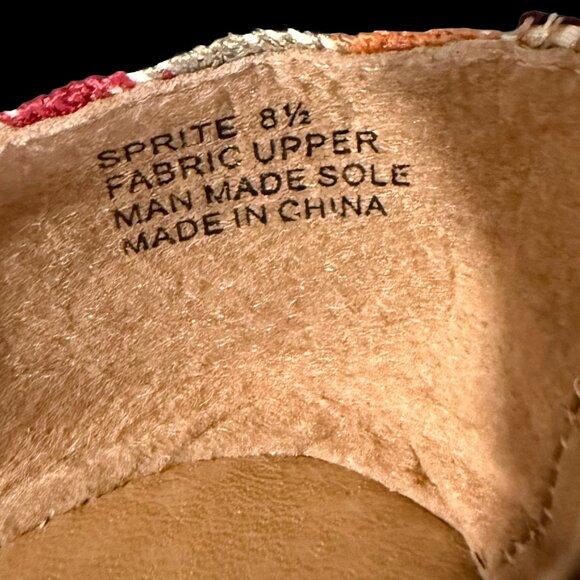 SPRITE 8½
FABRIC UPPER
MAN MADE SOLE
MADE IN CHINA